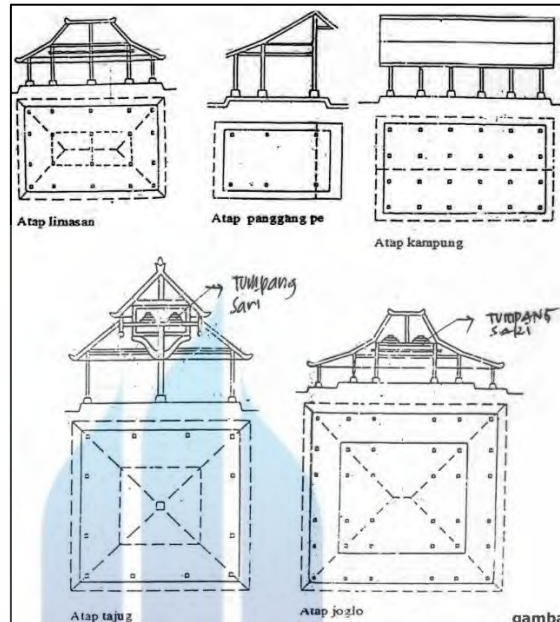 Atap limasan
Atap panggang pe
Atap kampung
Tumpang
Sari
TUMPANG
SARI
Atap tajug
Atap joglo
gamba